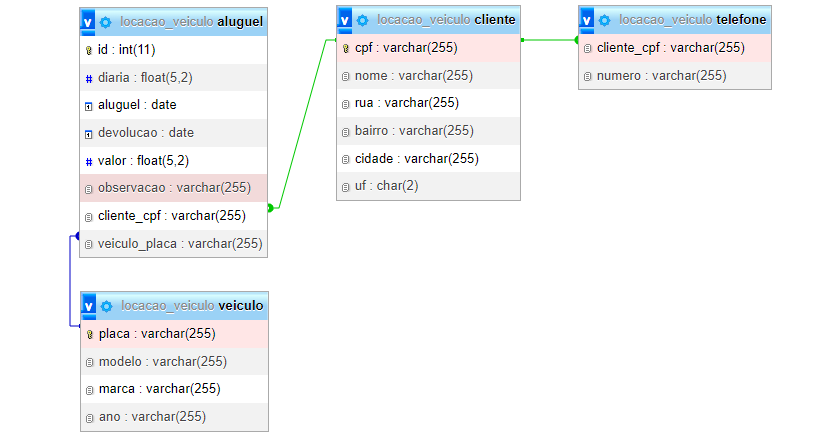 locacao_veiculo aluguel
id : int(11)
diaria : float(5,2)
aluguel : date
devolucao : date
valor : float(5,2)
observacao : varchar(255)
cliente_cpf : varchar(255)
veiculo_placa : varchar(255)
locacao_veiculo cliente
cpf : varchar(255)
nome : varchar(255)
rua : varchar(255)
bairro : varchar(255)
cidade : varchar(255)
uf : char(2)
locacao_veiculo telefone
cliente_cpf : varchar(255)
numero : varchar(255)
locacao_veiculo veiculo
placa : varchar(255)
modelo : varchar(255)
marca : varchar(255)
ano : varchar(255)